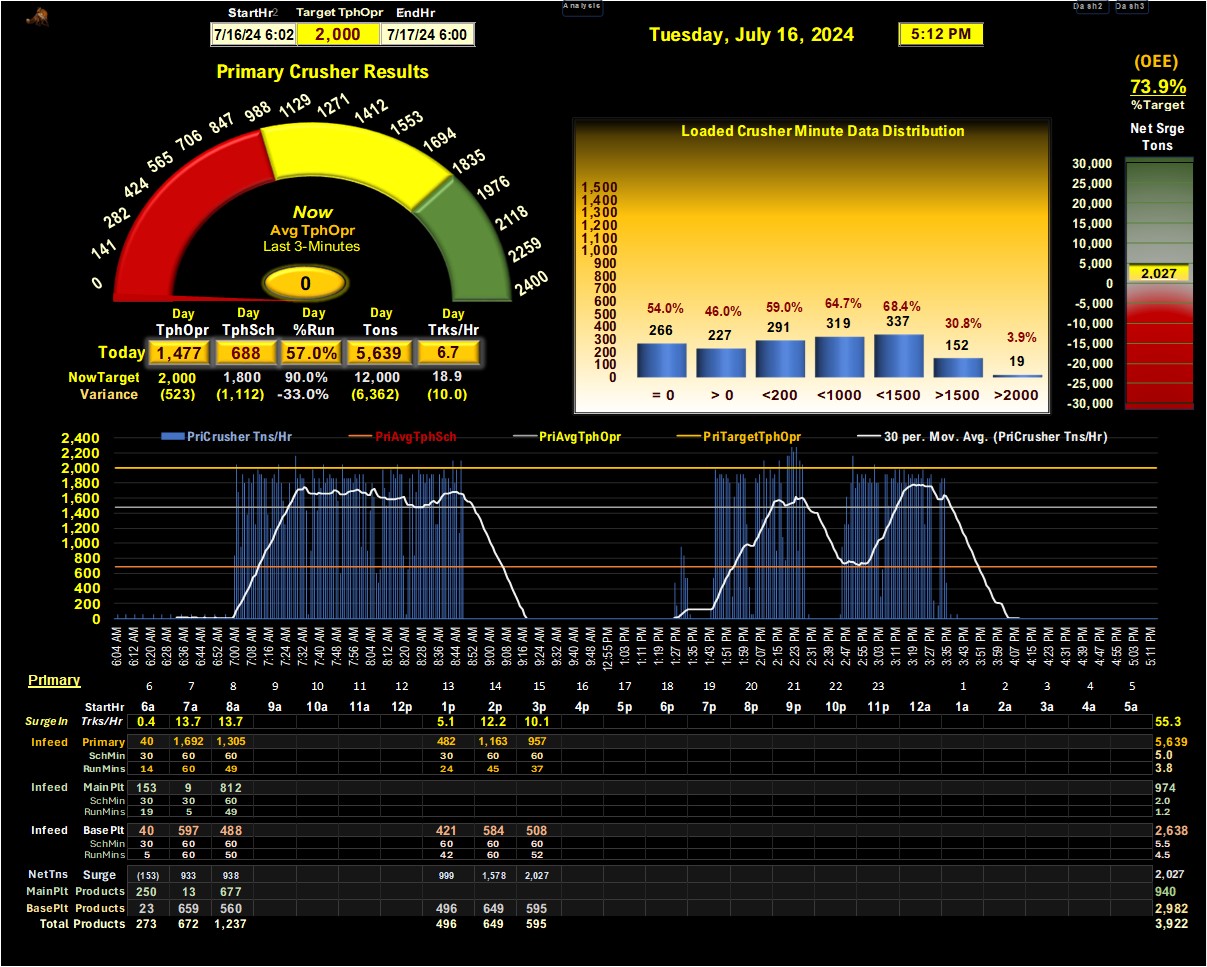 StartHr2 Target TphOpr EndHr
7/16/24 6:02 2,000 7/17/24 6:00
Analysis
Dash2 Dash3
Tuesday, July 16, 2024
5:12 PM
(OEE)
73.9%
%Target
Net Srge
Tons
30,000
25,000
20,000
15,000
10,000
5,000
0
-5,000
-10,000
-15,000
-20,000
-25,000
-30,000
2,027
Primary Crusher Results
0 141 282 424 565 706 847 988 1129 1271 1412 1553 1694 1835 1976 2118 2259 2400
Now
Avg TphOpr
Last 3-Minutes
0
Day Day Day Day Day
TphOpr TphSch %Run Tons Trks/Hr
Today 1,477 688 57.0% 5,639 6.7
NowTarget 2,000 1,800 90.0% 12,000 18.9
Variance (523) (1,112) -33.0% (6,362) (10.0)
Loaded Crusher Minute Data Distribution
1,500
1,400
1,300
1,200
1,100
1,000
900
800
700
600
500
400
300
200
100
0
54.0% 46.0% 59.0% 64.7% 68.4% 30.8% 3.9%
266 227 291 319 337 152 19
= 0 > 0 <200 <1000 <1500 >1500 >2000
PriCrusher Tns/Hr PriAvgTphSch PriAvgTphOpr PriTargetTphOpr 30 per. Mov. Avg. (PriCrusher Tns/Hr)
2,400
2,200
2,000
1,800
1,600
1,400
1,200
1,000
800
600
400
200
0
6:04 AM 6:12 AM 6:20 AM 6:28 AM 6:36 AM 6:44 AM 6:52 AM 7:00 AM 7:08 AM 7:16 AM 7:24 AM 7:32 AM 7:40 AM 7:48 AM 7:56 AM 8:04 AM 8:12 AM 8:20 AM 8:28 AM 8:36 AM 8:44 AM 8:52 AM 9:00 AM 9:08 AM 9:16 AM 9:24 AM 9:32 AM 9:40 AM 9:48 AM 12:55 PM 1:03 PM 1:11 PM 1:19 PM 1:27 PM 1:35 PM 1:43 PM 1:51 PM 1:59 PM 2:07 PM 2:15 PM 2:23 PM 2:31 PM 2:39 PM 2:47 PM 2:55 PM 3:03 PM 3:11 PM 3:19 PM 3:27 PM 3:35 PM 3:43 PM 3:51 PM 3:59 PM 4:07 PM 4:15 PM 4:23 PM 4:31 PM 4:39 PM 4:47 PM 4:55 PM 5:03 PM 5:11 PM
Primary
6 7 8 9 10 11 12 13 14 15 16 17 18 19 20 21 22 23 1 2 3 4 5
StartHr 6a 7a 8a 9a 10a 11a 12p 1p 2p 3p 4p 5p 6p 7p 8p 9p 10p 11p 12a 1a 2a 3a 4a 5a
SurgeIn Trks/Hr 0.4 13.7 13.7 5.1 12.2 10.1 55.3
Infeed Primary 40 1,692 1,305 482 1,163 957 5,639
SchMin 30 60 60 30 60 60 5.0
RunMins 14 60 49 24 45 37 3.8
Infeed MainPlt 153 9 812 974
SchMin 30 30 60 2.0
RunMins 19 5 49 1.2
Infeed BasePlt 40 597 488 421 584 508 2,638
SchMin 30 60 60 60 60 60 5.5
RunMins 5 60 50 42 60 52 4.5
NetTns Surge (153) 933 938 999 1,578 2,027 2,027
MainPlt Products 250 13 677 940
BasePlt Products 23 659 560 496 649 595 2,982
Total Products 273 672 1,237 496 649 595 3,922